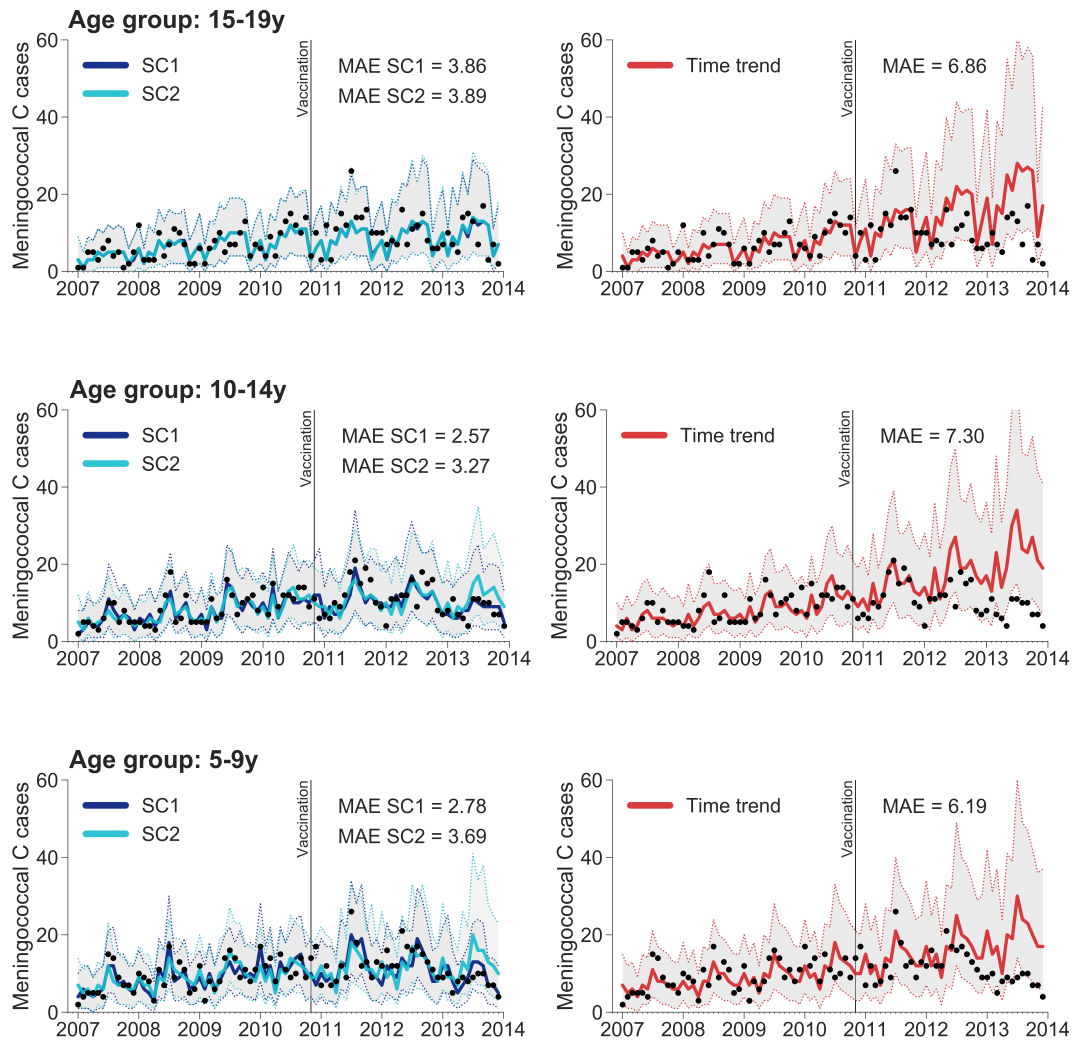 Age group: 15-19y
Meningococcal C cases
60
40
20
0
SC1
SC2
Vaccination
MAE SC1 = 3.86
MAE SC2 = 3.89
2007 2008 2009 2010 2011 2012 2013 2014
Meningococcal C cases
60
40
20
0
Time trend
Vaccination
MAE = 6.86
2007 2008 2009 2010 2011 2012 2013 2014
Age group: 10-14y
Meningococcal C cases
60
40
20
0
SC1
SC2
Vaccination
MAE SC1 = 2.57
MAE SC2 = 3.27
2007 2008 2009 2010 2011 2012 2013 2014
Meningococcal C cases
60
40
20
0
Time trend
Vaccination
MAE = 7.30
2007 2008 2009 2010 2011 2012 2013 2014
Age group: 5-9y
Meningococcal C cases
60
40
20
0
SC1
SC2
Vaccination
MAE SC1 = 2.78
MAE SC2 = 3.69
2007 2008 2009 2010 2011 2012 2013 2014
Meningococcal C cases
60
40
20
0
Time trend
Vaccination
MAE = 6.19
2007 2008 2009 2010 2011 2012 2013 2014